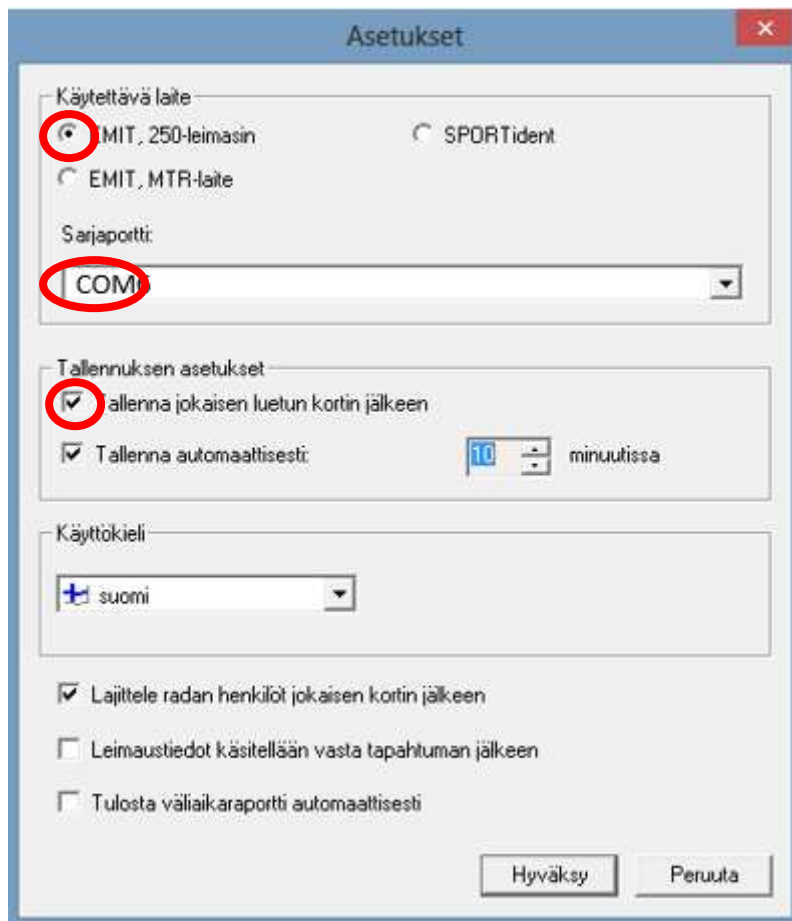 Asetukset
Käytettävä laite
EMIT, 250-leimasin
SPORTident
EMIT, MTR-laite
Sarjaportti:
COM6
Tallennuksen asetukset
Tallenna jokaisen luetun kortin jälkeen
Tallenna automaattisesti: 10 minuutissa
Käyttökieli
suomi
Lajittele radan henkilöt jokaisen kortin jälkeen
Leimaustiedot käsitellään vasta tapahtuman jälkeen
Tulosta väliaikaraportti automaattisesti
Hyväksy
Peruuta